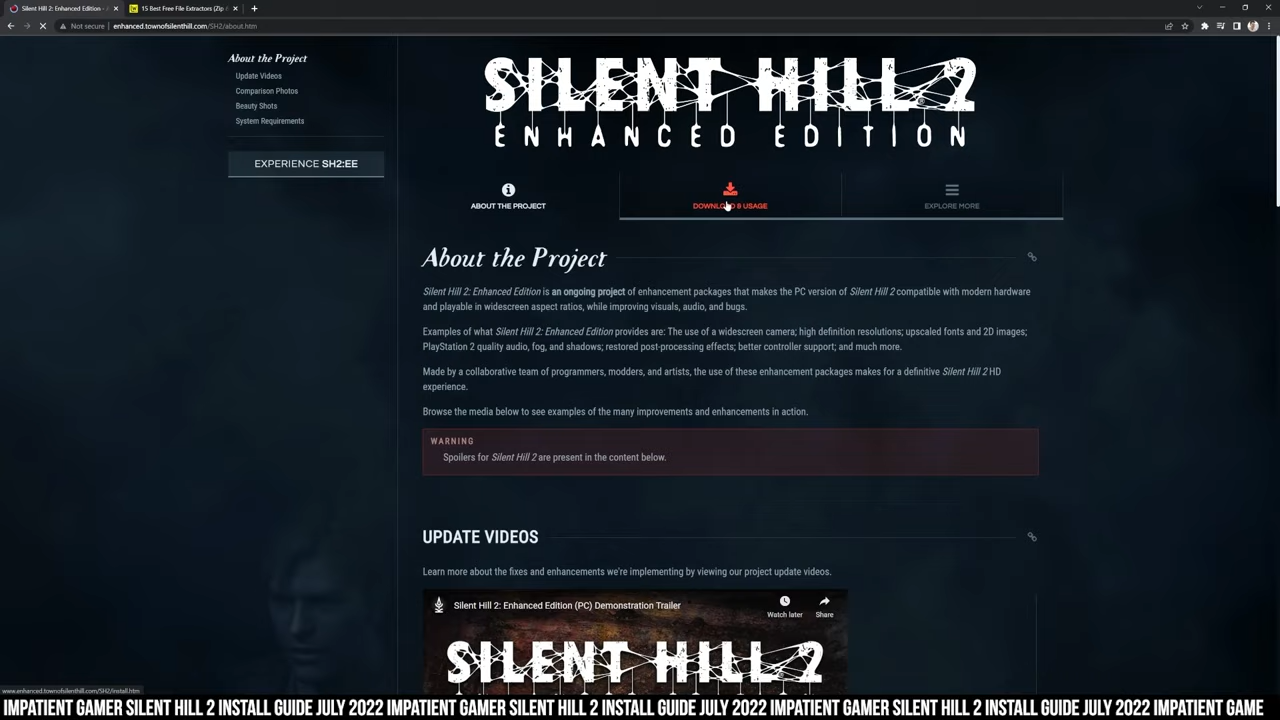 Silent Hill 2: Enhanced Edition -
15 Best Free File Extractors (Zip &
Not secure
enhanced.townofsilenthill.com/SH2/about.htm
About the Project
Update Videos
Comparison Photos
Beauty Shots
System Requirements
EXPERIENCE SH2:EE
SILENT HILL 2
ENHANCED EDITION
ABOUT THE PROJECT
DOWNLOAD & USAGE
EXPLORE MORE
About the Project
Silent Hill 2: Enhanced Edition is an ongoing project of enhancement packages that makes the PC version of Silent Hill 2 compatible with modern hardware
and playable in widescreen aspect ratios, while improving visuals, audio, and bugs.
Examples of what Silent Hill 2: Enhanced Edition provides are: The use of a widescreen camera; high definition resolutions; upscaled fonts and 2D images;
PlayStation 2 quality audio, fog, and shadows; restored post-processing effects; better controller support; and much more.
Made by a collaborative team of programmers, modders, and artists, the use of these enhancement packages makes for a definitive Silent Hill 2 HD
experience.
Browse the media below to see examples of the many improvements and enhancements in action.
WARNING
Spoilers for Silent Hill 2 are present in the content below.
UPDATE VIDEOS
Learn more about the fixes and enhancements we're implementing by viewing our project update videos.
Silent Hill 2: Enhanced Edition (PC) Demonstration Trailer
Watch later
Share
SILENT HILL 2
www.enhanced.townofsilenthill.com/SH2/install.htm
IMPATIENT GAMER SILENT HILL 2 INSTALL GUIDE JULY 2022 IMPATIENT GAMER SILENT HILL 2 INSTALL GUIDE JULY 2022 IMPATIENT GAMER SILENT HILL 2 INSTALL GUIDE JULY 2022 IMPATIENT GAME